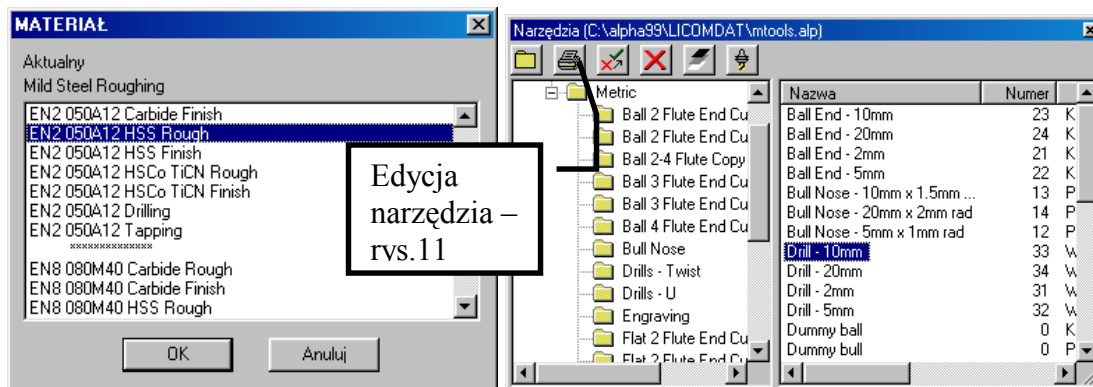 MATERIAŁ
Aktualny
Mild Steel Roughing
EN2 050A12 Carbide Finish
EN2 050A12 HSS Rough
EN2 050A12 HSS Finish
EN2 050A12 HSCo TiCN Rough
EN2 050A12 HSCo TiCN Finish
EN2 050A12 Drilling
EN2 050A12 Tapping
xxxxxxxxxxxxxx
EN8 080M40 Carbide Rough
EN8 080M40 Carbide Finish
EN8 080M40 HSS Rough
OK Anuluj
Edycja
narzędzia –
rys.11
Narzędzia (C:\alpha99\LICOMDAT\mtools.alp)
Metric
Ball 2 Flute End Cu
Ball 2 Flute End Cu
Ball 2-4 Flute Copy
Ball 3 Flute End Cu
Ball 3 Flute End Cu
Ball 4 Flute End Cu
Bull Nose
Drills - Twist
Drills - U
Engraving
Flat 2 Flute End Cu
Flat 2 Flute End Cu
Nazwa Numer
Ball End - 10mm 23 K
Ball End - 20mm 24 K
Ball End - 2mm 21 K
Ball End - 5mm 22 K
Bull Nose - 10mm x 1.5mm ... 13 P
Bull Nose - 20mm x 2mm rad 14 P
Bull Nose - 5mm x 1mm rad 12 P
Drill - 10mm 33 W
Drill - 20mm 34 W
Drill - 2mm 31 W
Drill - 5mm 32 W
Dummy ball 0 K
Dummy bull 0 P